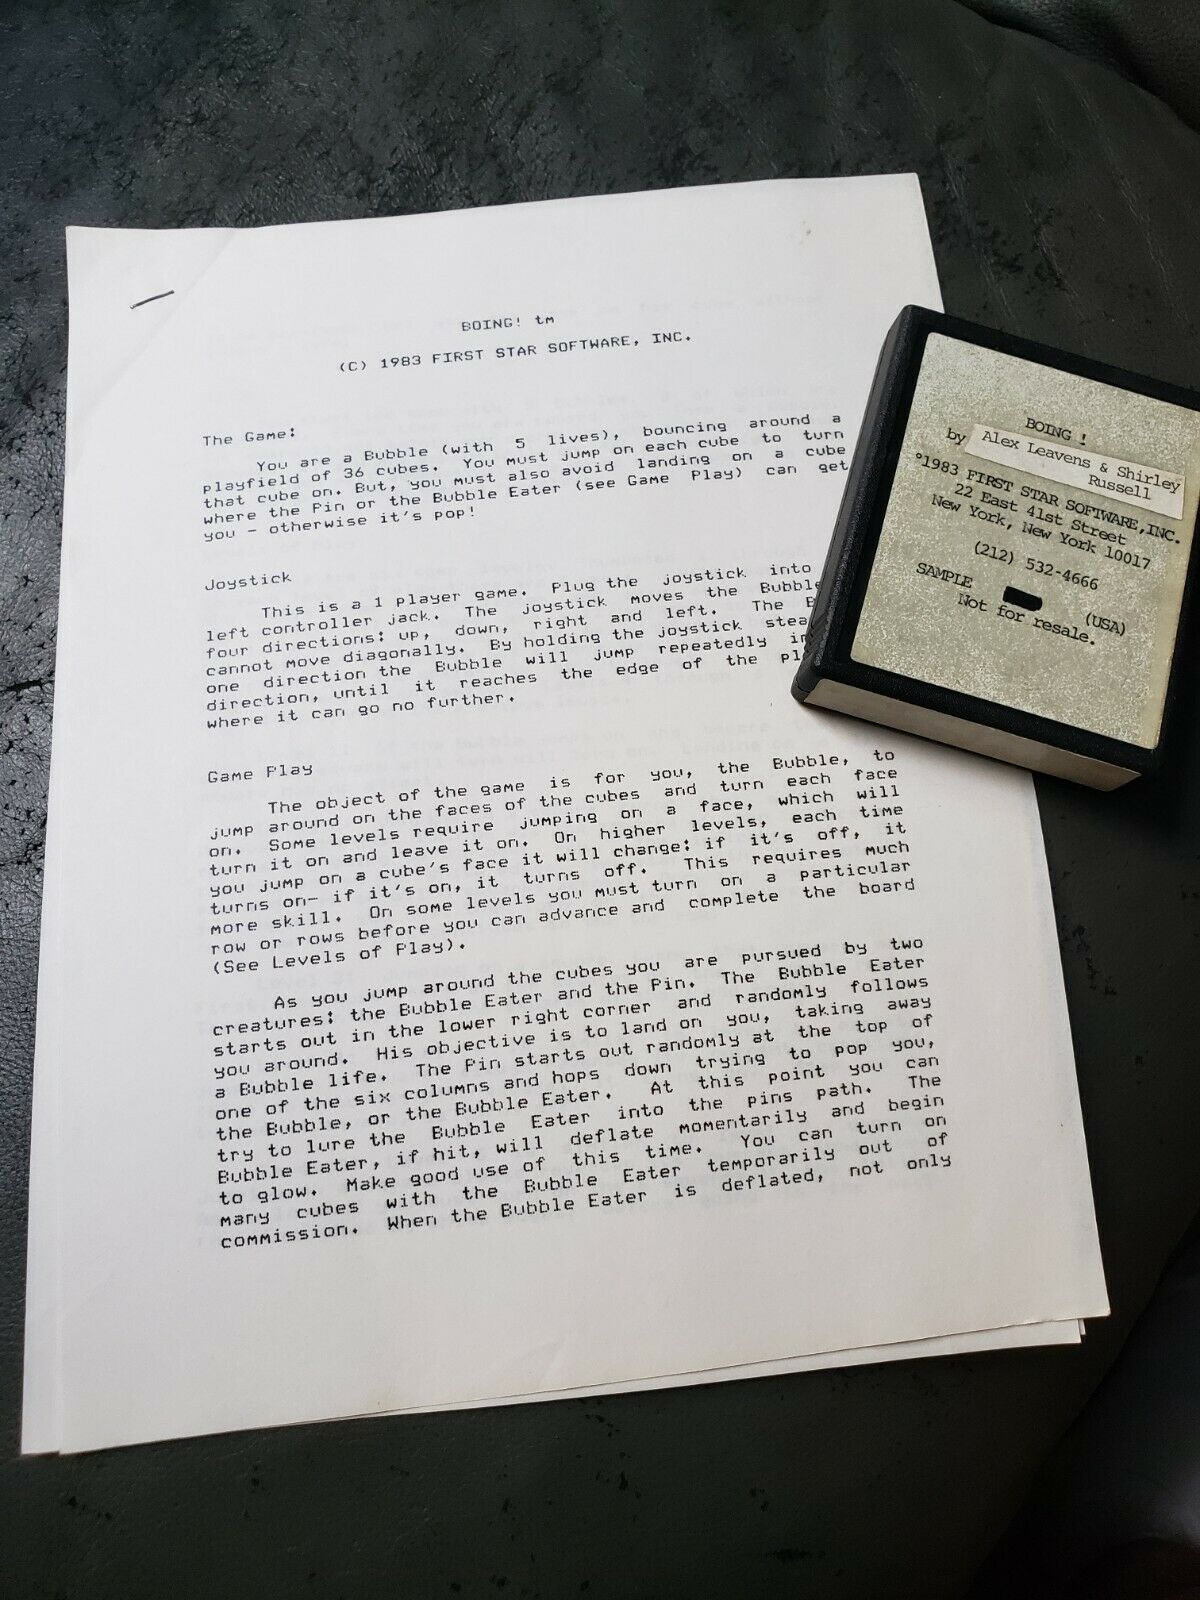 BOING! tm
(C) 1983 FIRST STAR SOFTWARE, INC.
The Game:
You are a Bubble (with 5 lives), bouncing around a
playfield of 36 cubes. You must jump on each cube to turn
that cube on. But, you must also avoid landing on a cube
where the Pin or the Bubble Eater (see Game Play) can get
you - otherwise it's pop!
Joystick
This is a 1 player game. Plug the joystick into
left controller jack. The joystick moves the Bubble
four directions: up, down, right and left. The
cannot move diagonally. By holding the joystick
one direction the Bubble will jump repeatedly
direction, until it reaches the edge of the
where it can go no further.
Game Play
The object of the game is for you, the Bubble, to
jump around on the faces of the cubes and turn each face
on. Some levels require jumping on a face, which will
turn it on and leave it on. On higher levels, each time
you jump on a cube's face it will change: if it's off, it
turns on- if it's on, it turns off. This requires much
more skill. On some levels you must turn on a particular
row or rows before you can advance and complete the board
(See Levels of Play).
As you jump around the cubes you are pursued by two
creatures: the Bubble Eater and the Pin. The Bubble Eater
starts out in the lower right corner and randomly follows
you around. His objective is to land on you, taking away
a Bubble life. The Pin starts out randomly at the top of
one of the six columns and hops down trying to pop you,
the Bubble, or the Bubble Eater. At this point you can
try to lure the Bubble Eater into the pins path. The
Bubble Eater, if hit, will deflate momentarily and begin
to glow. Make good use of this time. You can turn on
many cubes with the Bubble Eater temporarily out of
commission. When the Bubble Eater is deflated, not only
BOING !
by Alex Leavens & Shirley
Russell
°1983 FIRST STAR SOFTWARE,INC.
22 East 41st Street
New York, New York 10017
(212) 532-4666
SAMPLE (USA)
Not for resale.